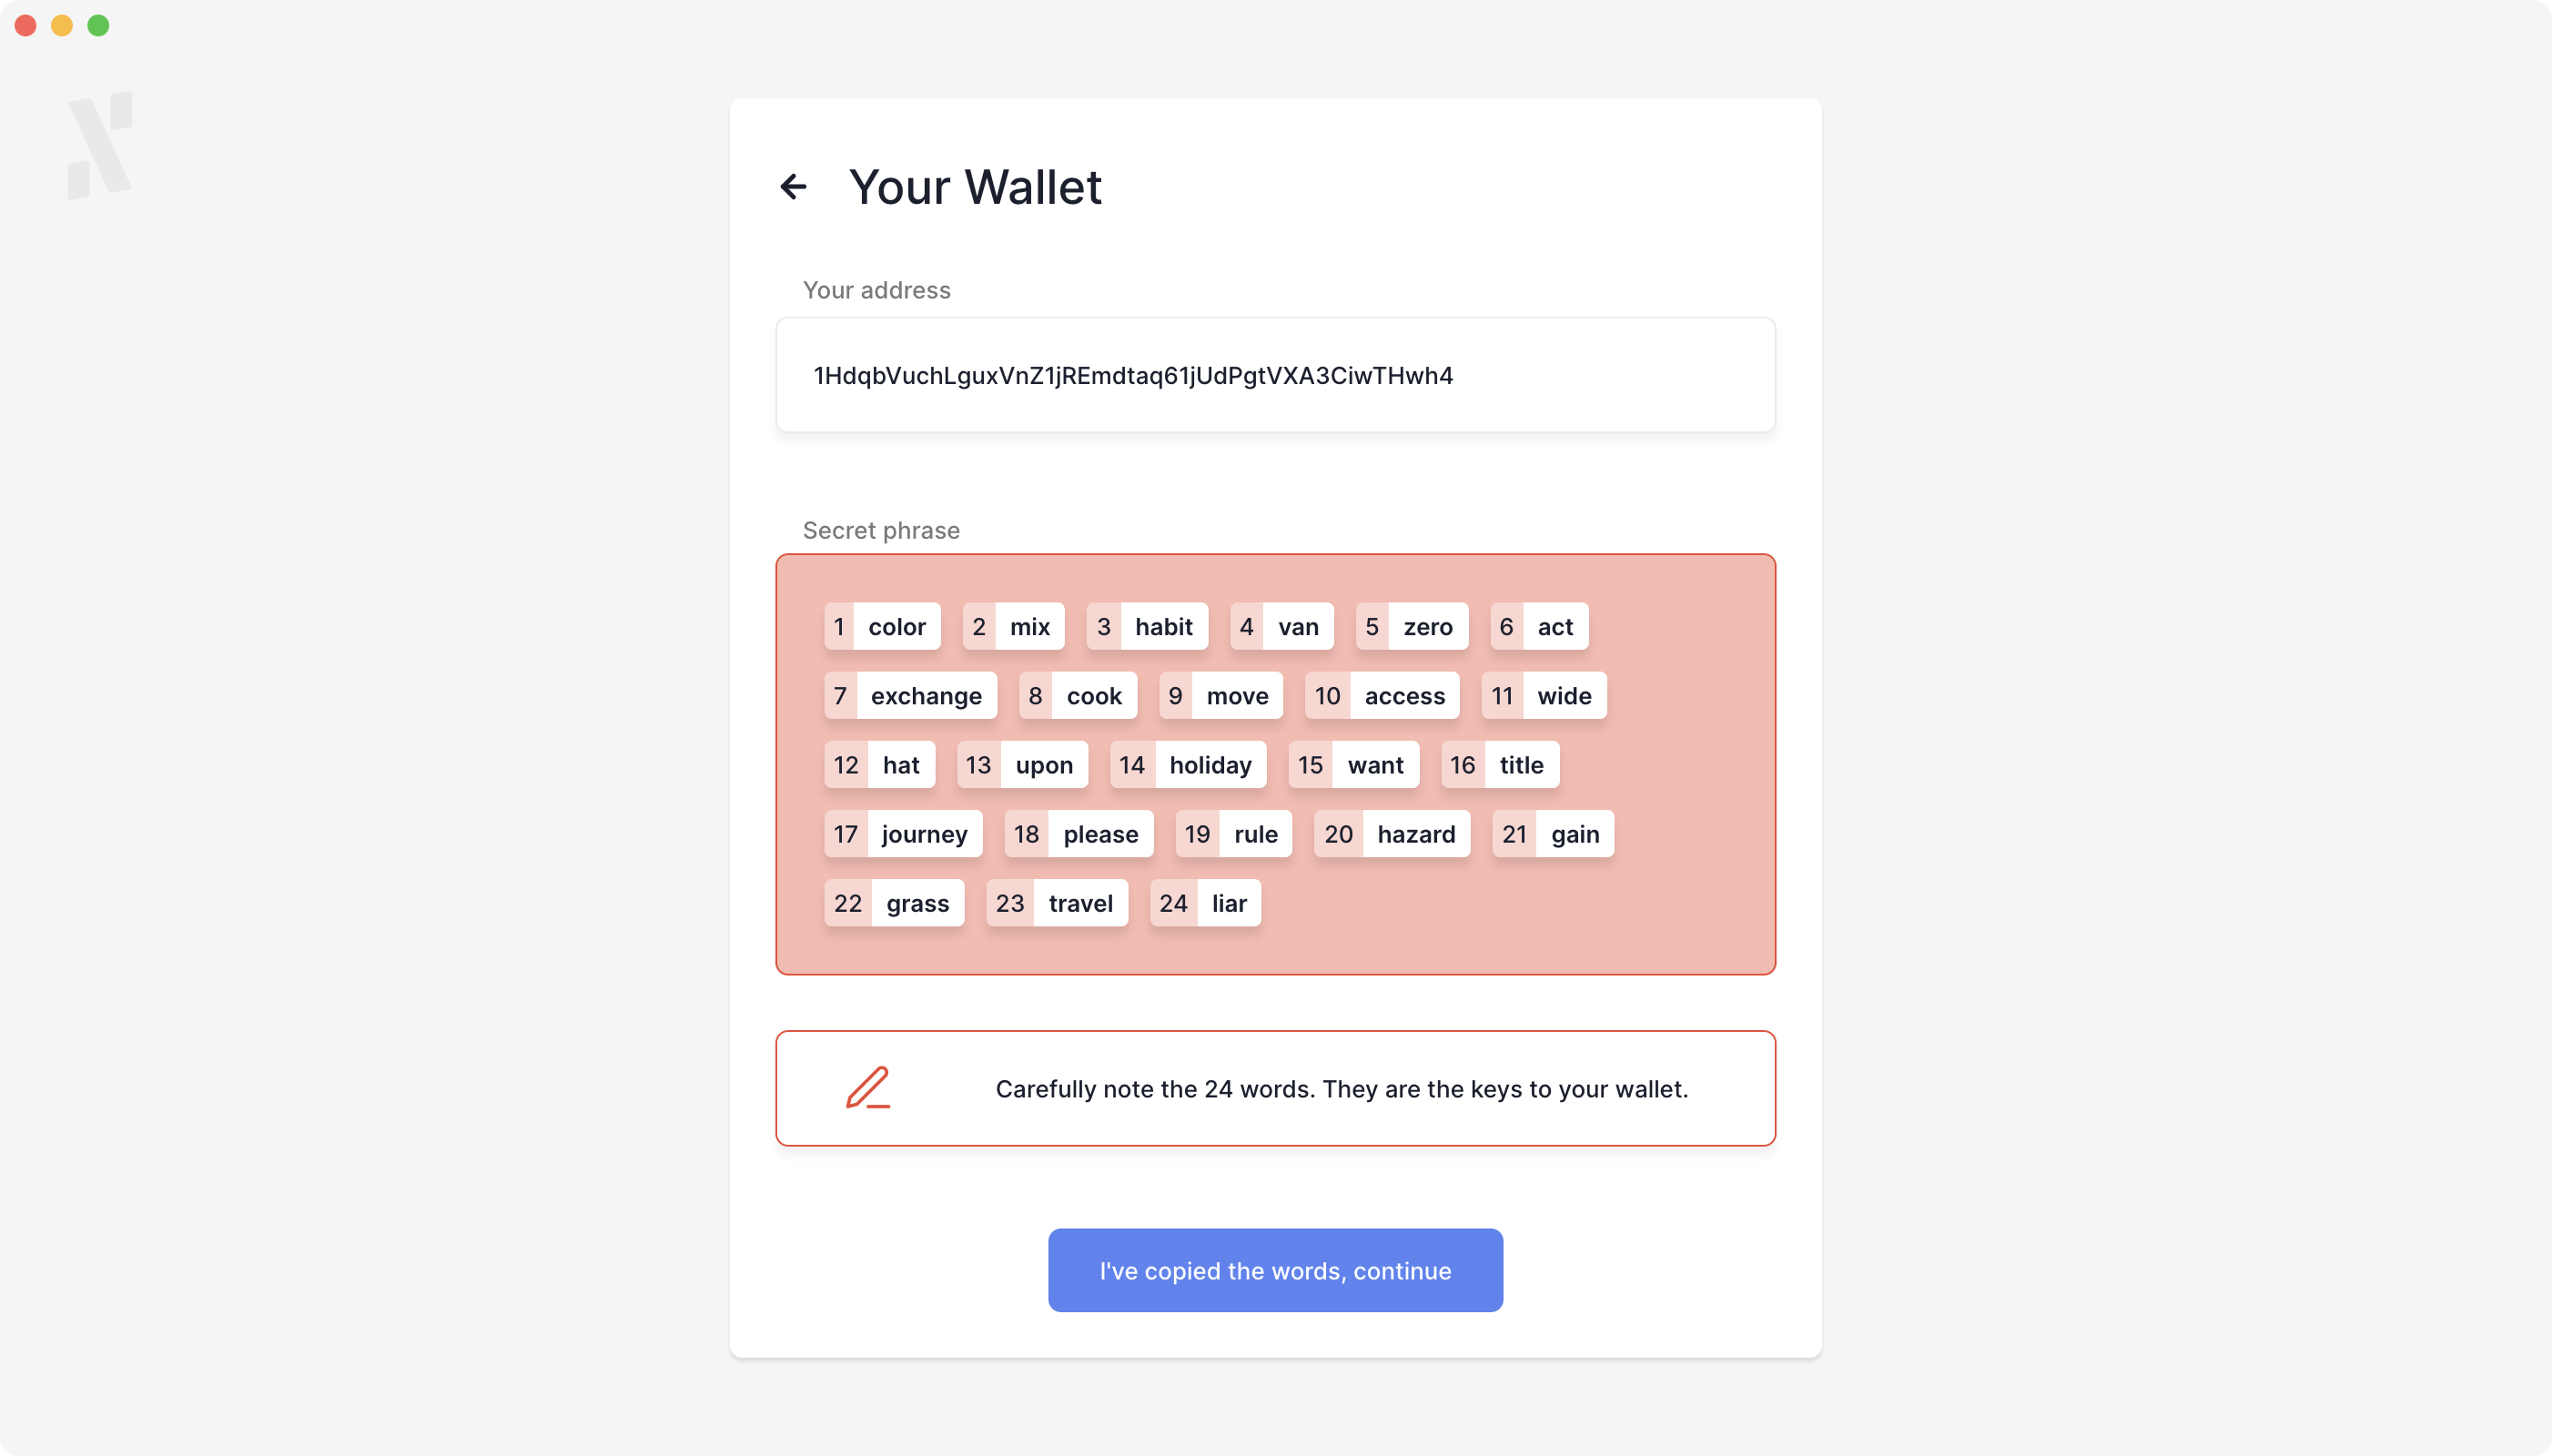 Your Wallet
Your address
1HdqbVuchLguxVnZ1jREmdtaq61jUdPgtVXA3CiwTHwh4
Secret phrase
1 color 2 mix 3 habit 4 van 5 zero 6 act
7 exchange 8 cook 9 move 10 access 11 wide
12 hat 13 upon 14 holiday 15 want 16 title
17 journey 18 please 19 rule 20 hazard 21 gain
22 grass 23 travel 24 liar
Carefully note the 24 words. They are the keys to your wallet.
I've copied the words, continue